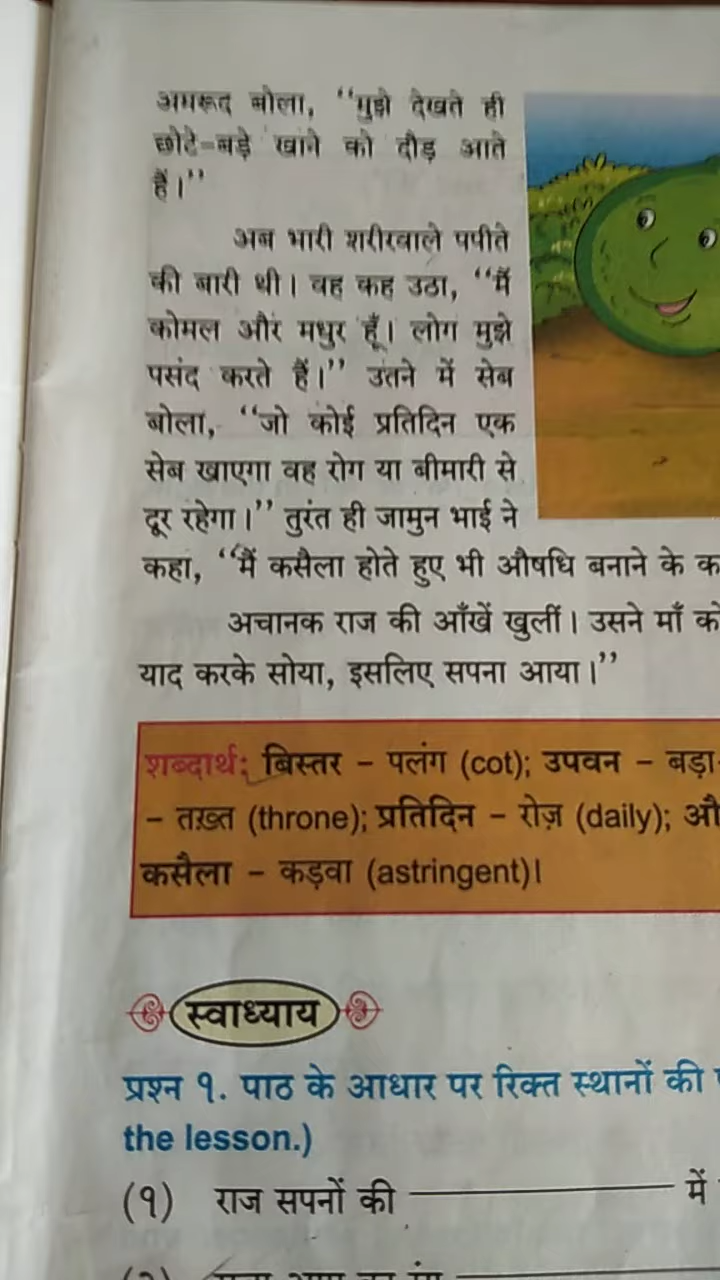 अमरूद बोला, ‘‘मुझे देखते ही
छोटे-बड़े खाने को दौड़ आते
हैं।’’
अब भारी शरीरवाले पपीते
की बारी थी। वह कह उठा, ‘‘मैं
कोमल और मधुर हूँ। लोग मुझे
पसंद करते हैं।’’ उतने में सेब
बोला, ‘‘जो कोई प्रतिदिन एक
सेब खाएगा वह रोग या बीमारी से
दूर रहेगा।’’ तुरंत ही जामुन भाई ने
कहा, ‘‘मैं कसैला होते हुए भी औषधि बनाने के
अचानक राज की आँखें खुलीं। उसने माँ
याद करके सोया, इसलिए सपना आया।’’
शब्दार्थ: बिस्तर – पलंग (cot); उपवन – बड़ा
– तख़्त (throne); प्रतिदिन – रोज़ (daily);
कसैला – कड़वा (astringent)।
स्वाध्याय
प्रश्न १. पाठ के आधार पर रिक्त स्थानों की
the lesson.)
(१) राज सपनों की ____________ में